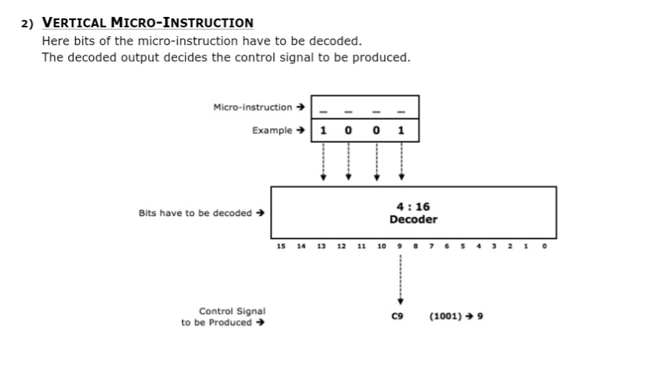 2) VERTICAL MICRO-INSTRUCTION
Here bits of the micro-instruction have to be decoded.
The decoded output decides the control signal to be produced.
Micro-instruction → _ _ _ _
Example → 1 0 0 1
4 : 16
Bits have to be decoded →
Decoder
15 14 13 12 11 10 9 8 7 6 5 4 3 2 1 0
Control Signal
to be Produced →
C9 (1001) → 9